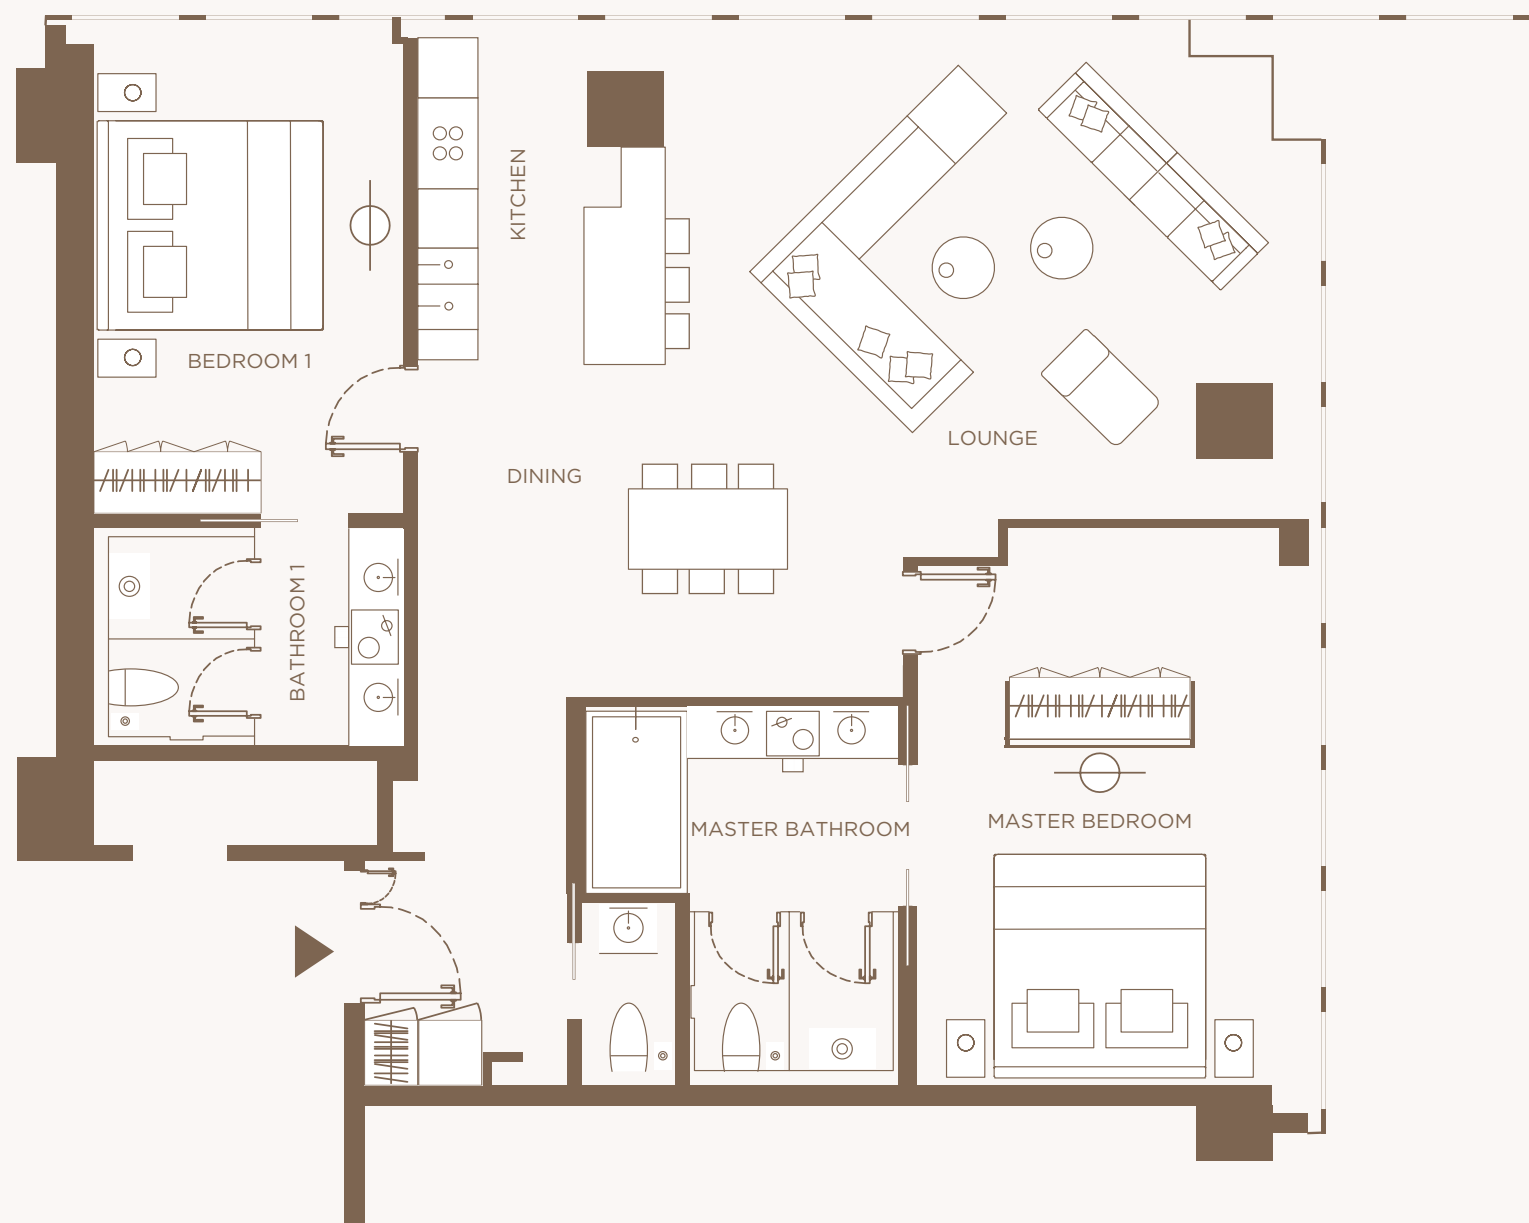 KITCHEN
BEDROOM 1
LOUNGE
DINING
BATHROOM 1
MASTER BATHROOM
MASTER BEDROOM